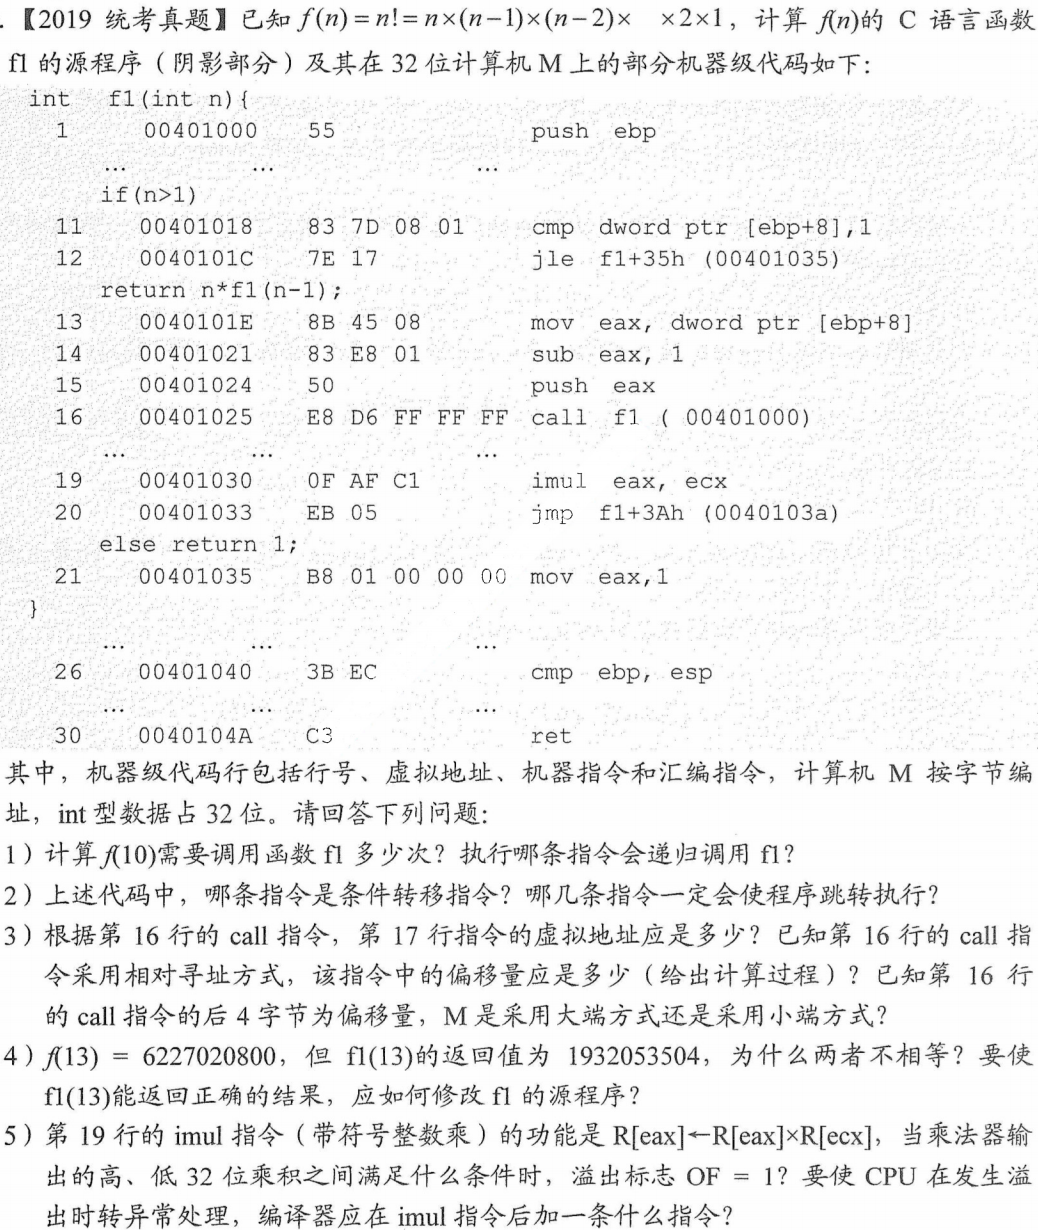 .【2019 统考真题】已知 f(n)=n!=n×(n−1)×(n−2)× ×2×1，计算 f(n)的 C 语言函数
f1 的源程序（阴影部分）及其在 32 位计算机 M 上的部分机器级代码如下：
int f1(int n){
1 00401000 55 push ebp
… … …
if(n>1)
11 00401018 83 7D 08 01 cmp dword ptr [ebp+8],1
12 0040101C 7E 17 jle f1+35h (00401035)
return n*f1(n-1);
13 0040101E 8B 45 08 mov eax, dword ptr [ebp+8]
14 00401021 83 E8 01 sub eax, 1
15 00401024 50 push eax
16 00401025 E8 D6 FF FF FF call f1 ( 00401000)
… … …
19 00401030 0F AF C1 imul eax, ecx
20 00401033 EB 05 jmp f1+3Ah (0040103a)
else return 1;
21 00401035 B8 01 00 00 00 mov eax,1
}
… … …
26 00401040 3B EC cmp ebp, esp
… … …
30 0040104A C3 ret
其中，机器级代码行包括行号、虚拟地址、机器指令和汇编指令，计算机 M 按字节编
址，int 型数据占 32 位。请回答下列问题：
1）计算 f(10)需要调用函数 f1 多少次？执行哪条指令会递归调用 f1？
2）上述代码中，哪条指令是条件转移指令？哪几条指令一定会使程序跳转执行？
3）根据第 16 行的 call 指令，第 17 行指令的虚拟地址应是多少？已知第 16 行的 call 指
令采用相对寻址方式，该指令中的偏移量应是多少（给出计算过程）？已知第 16 行
的 call 指令的后 4 字节为偏移量，M 是采用大端方式还是采用小端方式？
4）f(13) = 6227020800，但 f1(13)的返回值为 1932053504，为什么两者不相等？要使
f1(13)能返回正确的结果，应如何修改 f1 的源程序？
5）第 19 行的 imul 指令（带符号整数乘）的功能是 R[eax]←R[eax]×R[ecx]，当乘法器输
出的高、低 32 位乘积之间满足什么条件时，溢出标志 OF = 1？要使 CPU 在发生溢
出时转异常处理，编译器应在 imul 指令后加一条什么指令？